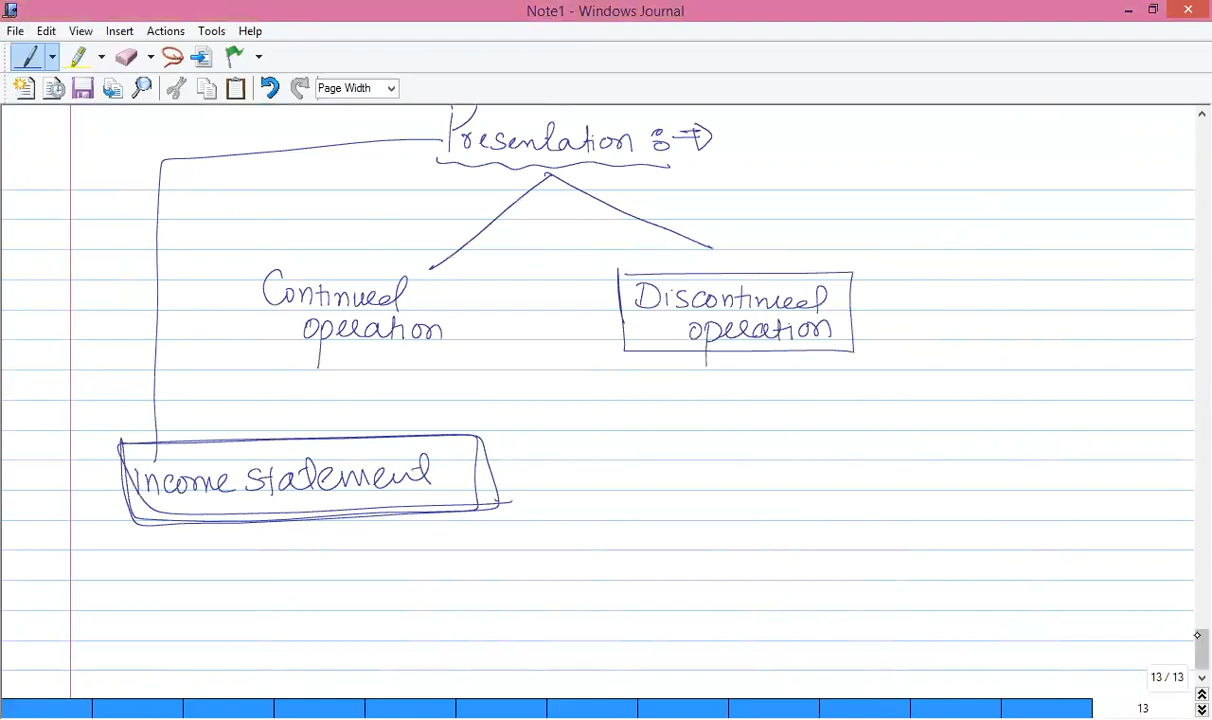 Note1 - Windows Journal
File Edit View Insert Actions Tools Help
Page Width
Presentation :⇒
Continued
operation
Discontinued
operation
Income statement
13 / 13
13